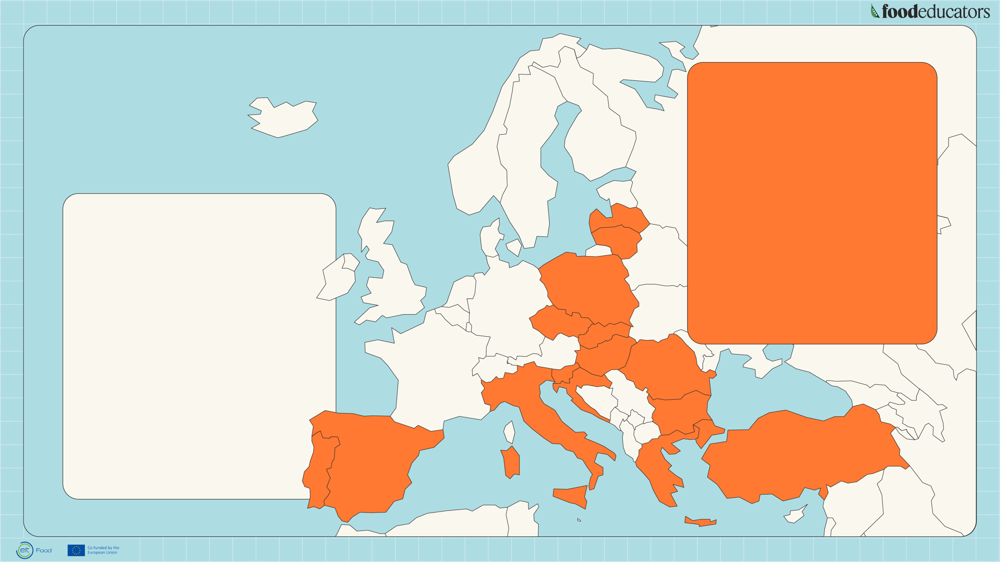 foodeducators
eit Food
Co-funded by the
European Union